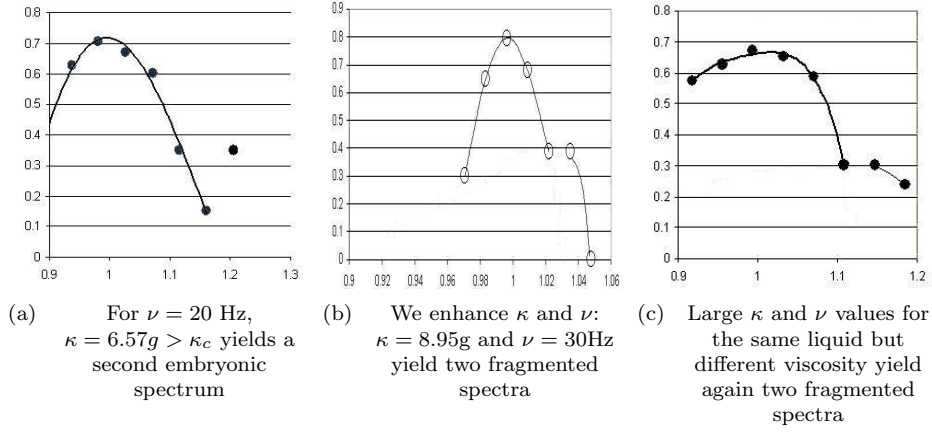 0.8
0.7
0.6
0.5
0.4
0.3
0.2
0.1
0
0.9 1 1.1 1.2 1.3
(a) For ν = 20 Hz,
κ = 6.57g > κc yields a
second embryonic
spectrum
0.9
0.8
0.7
0.6
0.5
0.4
0.3
0.2
0.1
0
0.9 0.92 0.94 0.96 0.98 1 1.02 1.04 1.06
(b) We enhance κ and ν:
κ = 8.95g and ν = 30Hz
yield two fragmented
spectra
0.8
0.7
0.6
0.5
0.4
0.3
0.2
0.1
0
0.9 1 1.1 1.2
(c) Large κ and ν values for
the same liquid but
different viscosity yield
again two fragmented
spectra